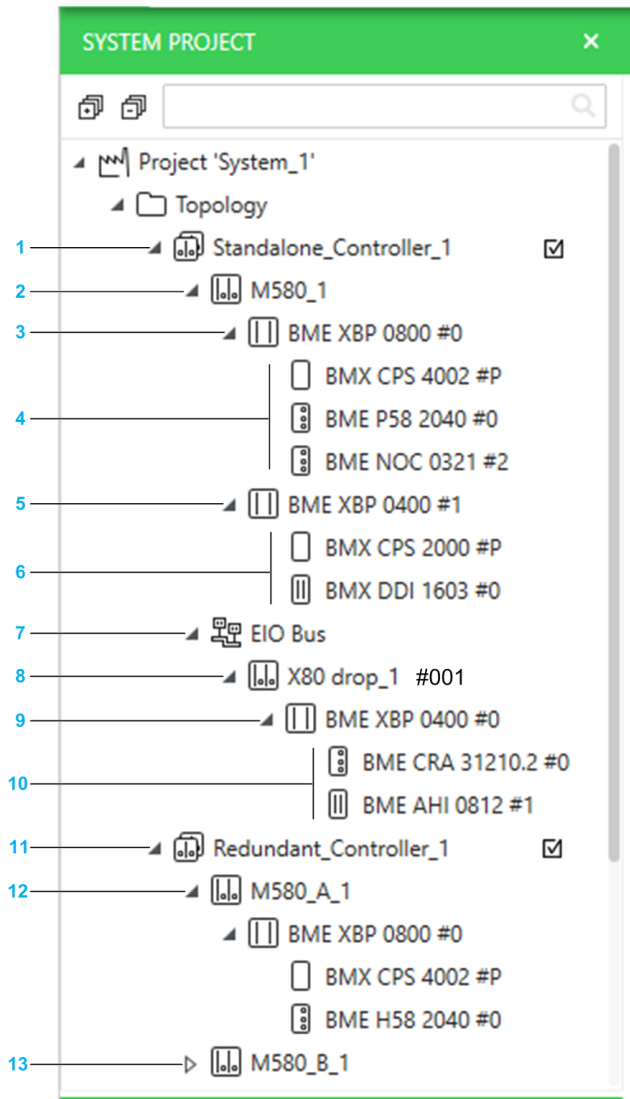 SYSTEM PROJECT
Project 'System_1'
Topology
1 Standalone_Controller_1
2 M580_1
3 BME XBP 0800 #0
BMX CPS 4002 #P
4 BME P58 2040 #0
BME NOC 0321 #2
5 BME XBP 0400 #1
BMX CPS 2000 #P
6
BMX DDI 1603 #0
7 EIO Bus
8 X80 drop_1 #001
9 BME XBP 0400 #0
BME CRA 31210.2 #0
10
BME AHI 0812 #1
11 Redundant_Controller_1
12 M580_A_1
BME XBP 0800 #0
BMX CPS 4002 #P
BME H58 2040 #0
13 M580_B_1